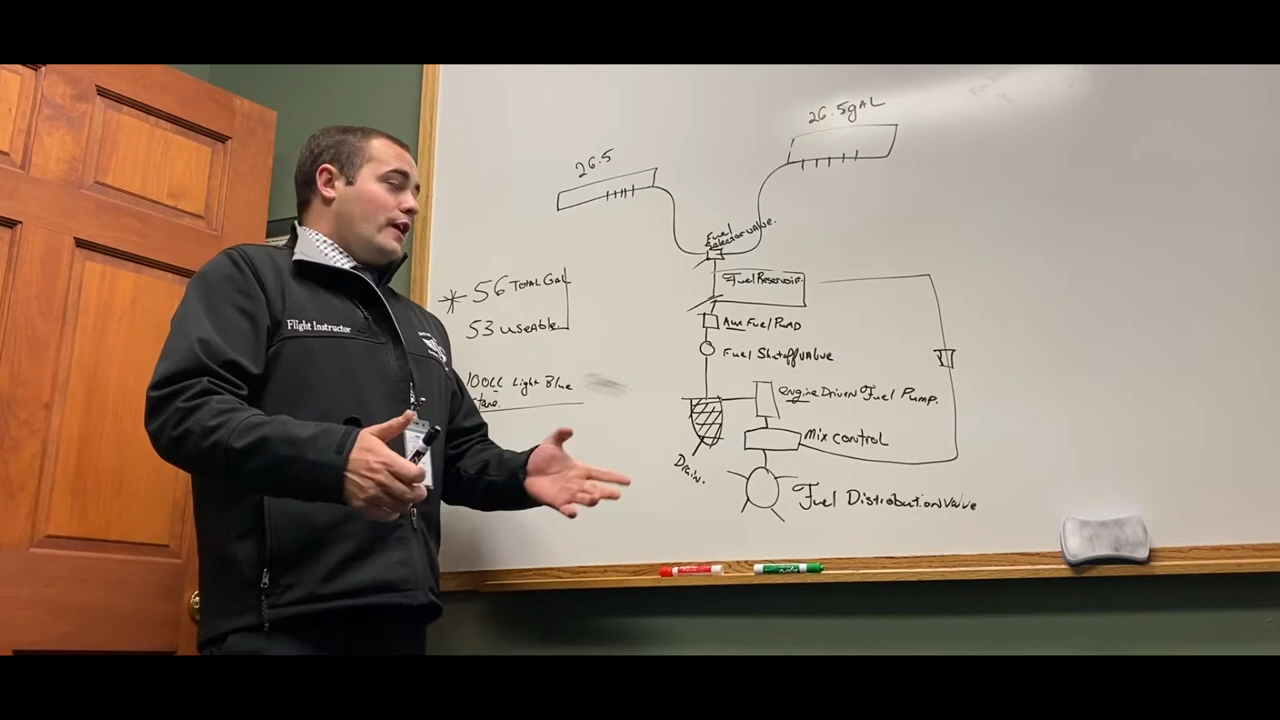 26.5gAL
26.5
Fuel
Selector valve.
56 TOTAL GAL
53 useable
100LL Light Blue
Fuel Reservoir
Aux Fuel Pump
Fuel Shutoff valve
engine Driven Fuel Pump.
Mix control
Drain.
Fuel Distrobution valve
Flight Instructor